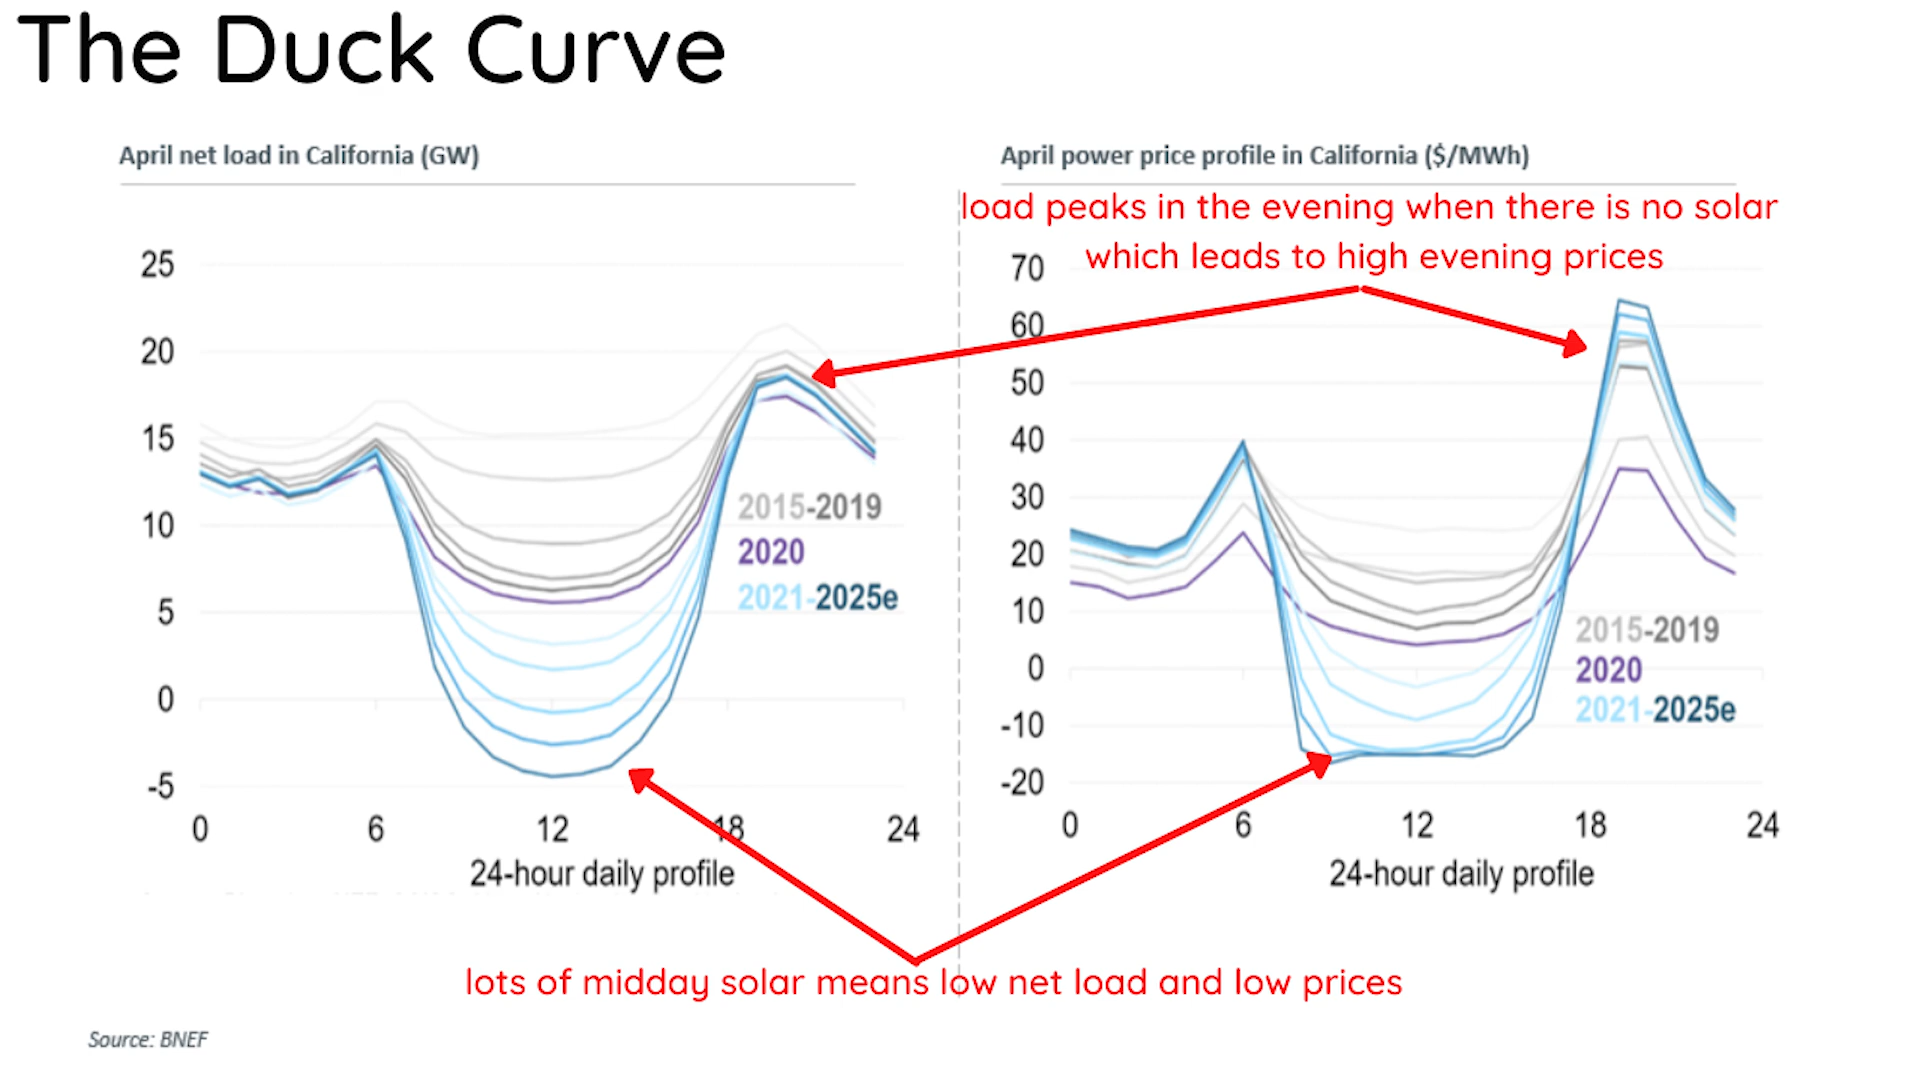 The Duck Curve
April net load in California (GW)
25
20
15
10
5
0
-5
0 6 12 18 24
24-hour daily profile
2015-2019
2020
2021-2025e
April power price profile in California ($/MWh)
load peaks in the evening when there is no solar
which leads to high evening prices
70
60
50
40
30
20
10
0
-10
-20
0 6 12 18 24
24-hour daily profile
2015-2019
2020
2021-2025e
lots of midday solar means low net load and low prices
Source: BNEF